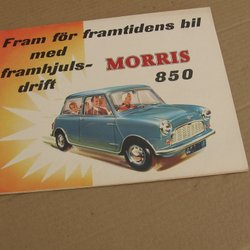 Fram för framtidens bil
med
framhjuls-
drift
MORRIS
850